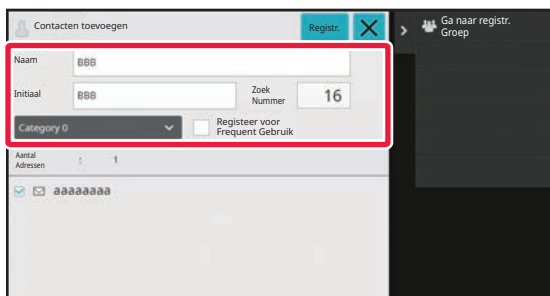 Contacten toevoegen
Registr.
Ga naar registr.
Groep
Naam
BBB
Initiaal
BBB
Zoek
Nummer
16
Category 0
Registeer voor
Frequent Gebruik
Aantal
Adressen
:
1
aaaaaaaa